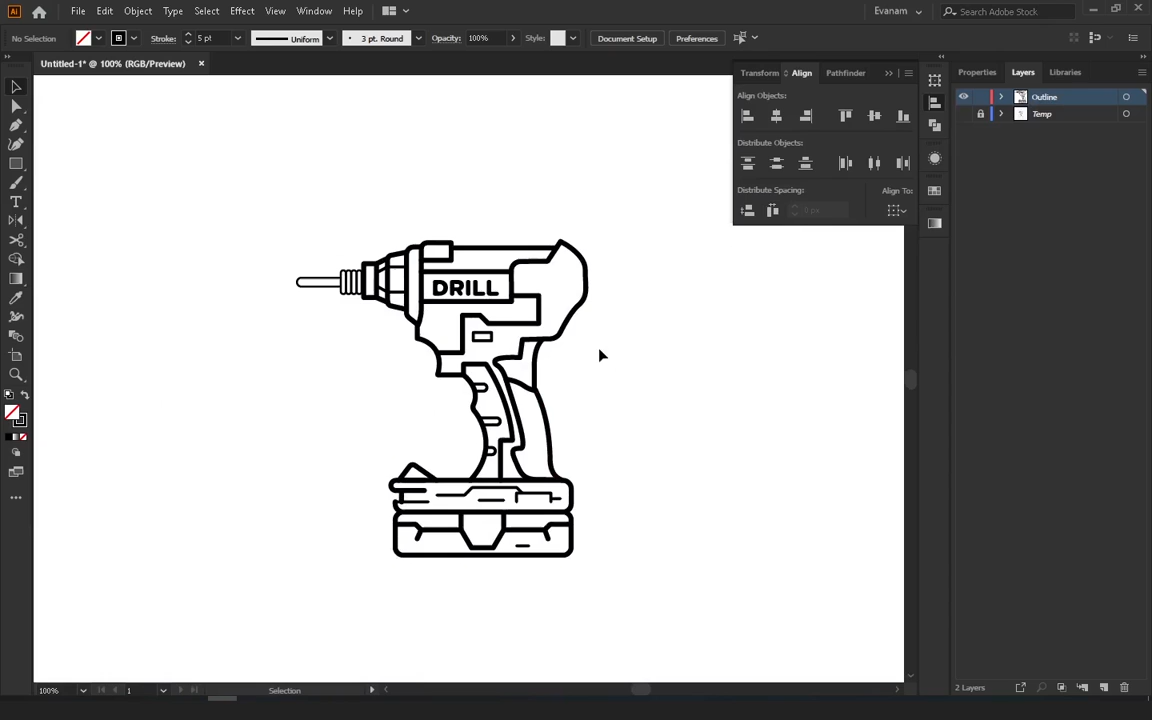 Ai File Edit Object Type Select Effect View Window Help Evanam Search Adobe Stock
No Selection Stroke: 5 pt Uniform 3 pt. Round Opacity: 100% Style: Document Setup Preferences
Untitled-1* @ 100% (RGB/Preview)
Transform Align Pathfinder
Align Objects:
Distribute Objects:
Distribute Spacing: Align To:
0 px
Properties Layers Libraries
Outline
Temp
DRILL
100% 1 Selection
2 Layers